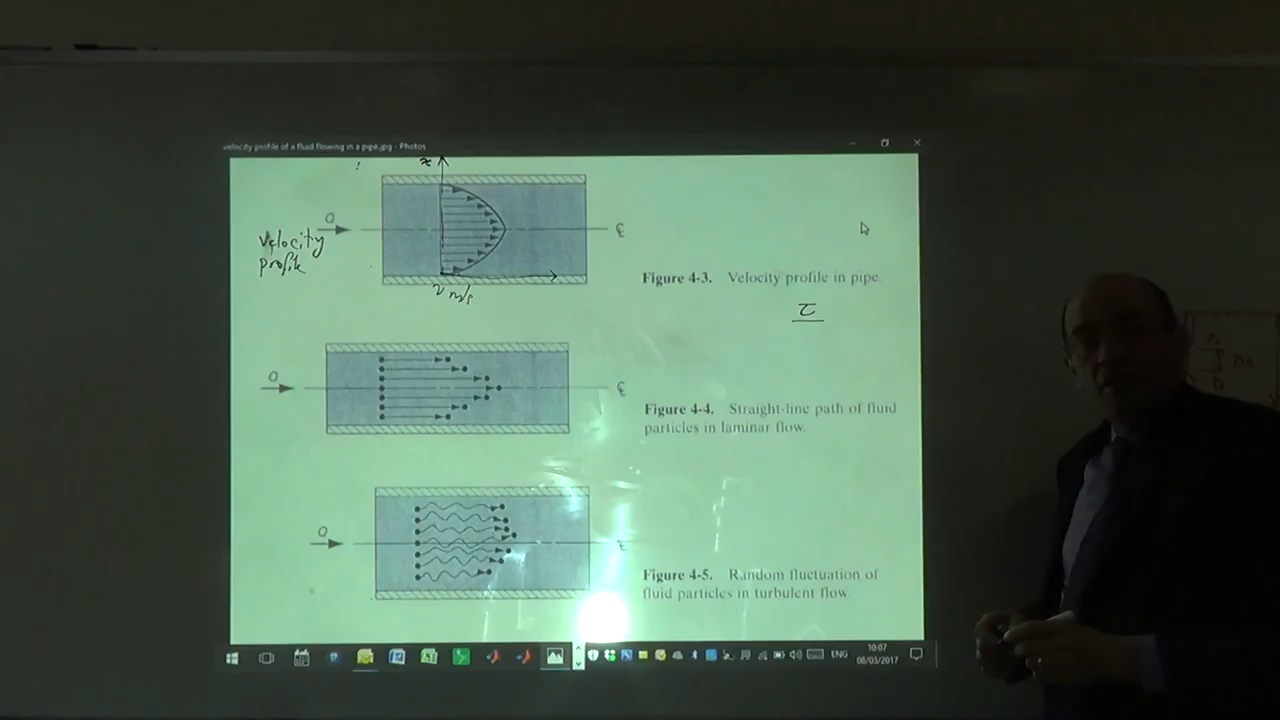 velocity profile of a fluid flowing in a pipe.jpg - Photos
x
Q
velocity
profile
℄
v m/s
Figure 4-3. Velocity profile in pipe.
τ
Q
℄
Figure 4-4. Straight-line path of fluid
particles in laminar flow.
Q
Figure 4-5. Random fluctuation of
fluid particles in turbulent flow.
ENG
10:07
08/03/2017